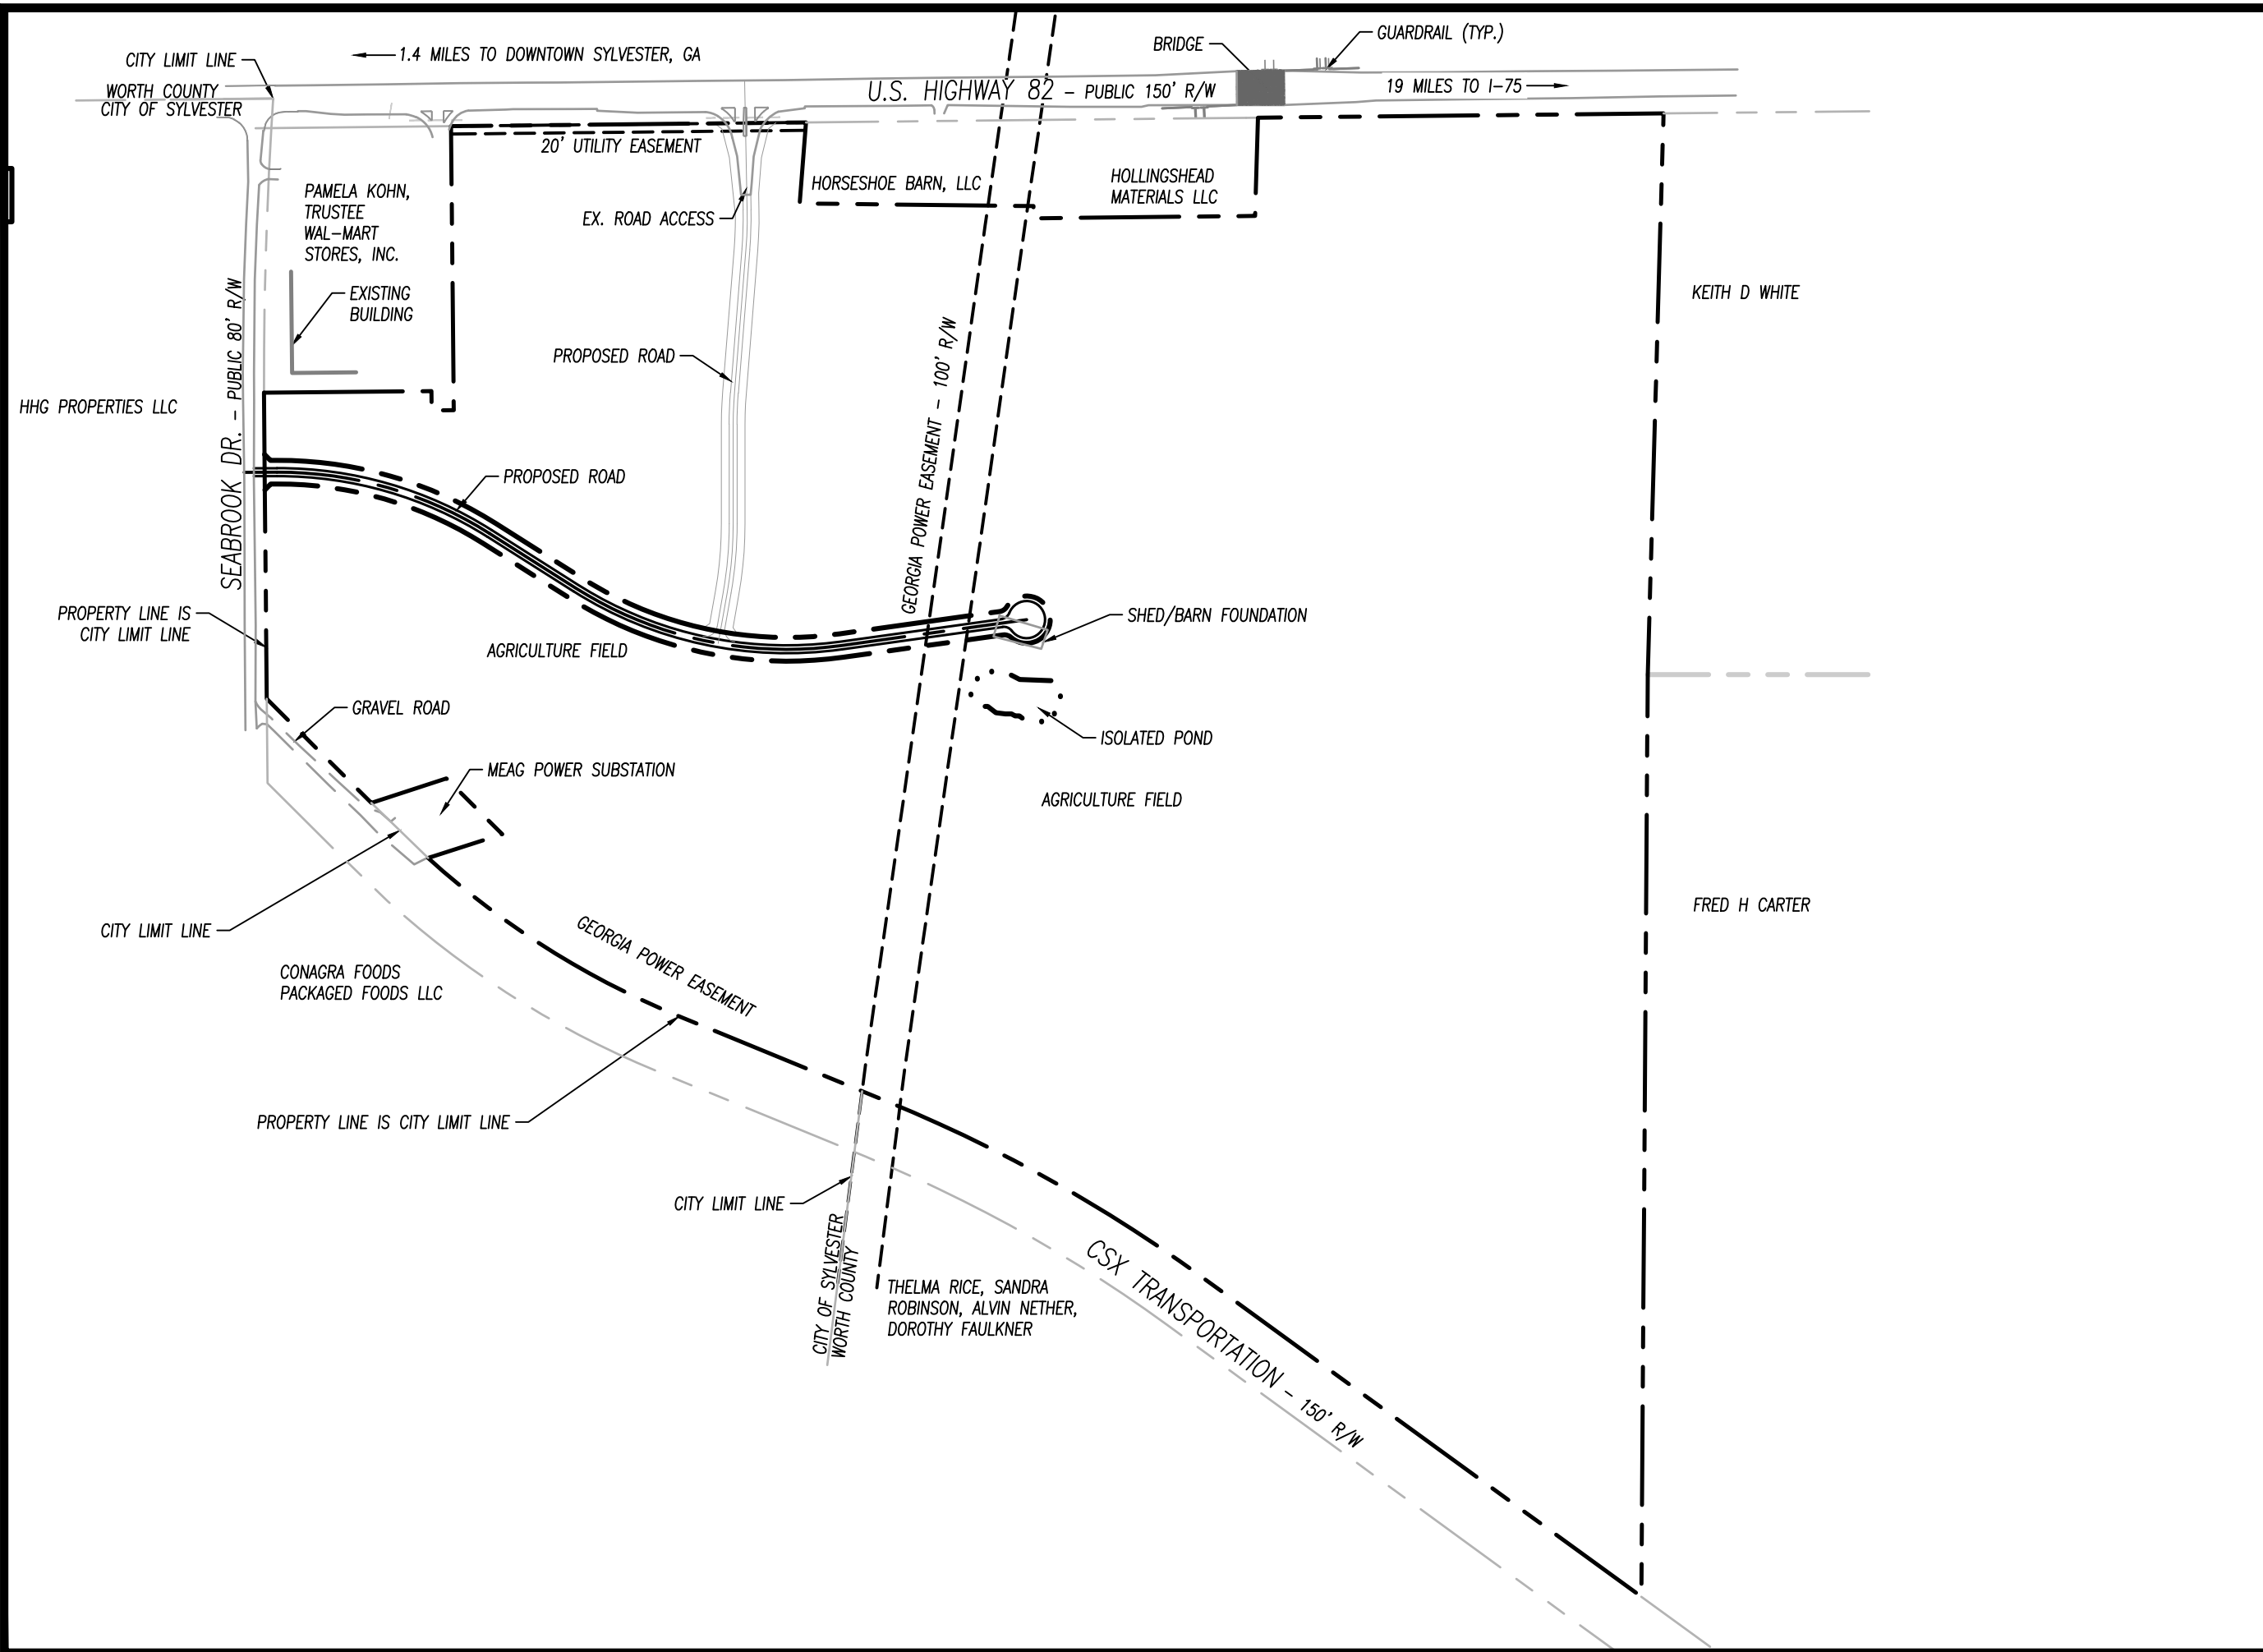 CITY LIMIT LINE
1.4 MILES TO DOWNTOWN SYLVESTER, GA
BRIDGE
GUARDRAIL (TYP.)
WORTH COUNTY
CITY OF SYLVESTER
U.S. HIGHWAY 82 - PUBLIC 150' R/W
19 MILES TO I-75
20' UTILITY EASEMENT
PAMELA KOHN,
TRUSTEE
WAL-MART
STORES, INC.
EX. ROAD ACCESS
HORSESHOE BARN, LLC
HOLLINGSHEAD
MATERIALS LLC
EXISTING
BUILDING
KEITH D WHITE
PROPOSED ROAD
HHG PROPERTIES LLC
SEABROOK DR. - PUBLIC 80' R/W
GEORGIA POWER EASEMENT - 100' R/W
PROPOSED ROAD
PROPERTY LINE IS
CITY LIMIT LINE
SHED/BARN FOUNDATION
AGRICULTURE FIELD
GRAVEL ROAD
ISOLATED POND
MEAG POWER SUBSTATION
AGRICULTURE FIELD
CITY LIMIT LINE
FRED H CARTER
GEORGIA POWER EASEMENT
CONAGRA FOODS
PACKAGED FOODS LLC
PROPERTY LINE IS CITY LIMIT LINE
CITY LIMIT LINE
CITY OF SYLVESTER
WORTH COUNTY
THELMA RICE, SANDRA
ROBINSON, ALVIN NETHER,
DOROTHY FAULKNER
CSX TRANSPORTATION - 150' R/W